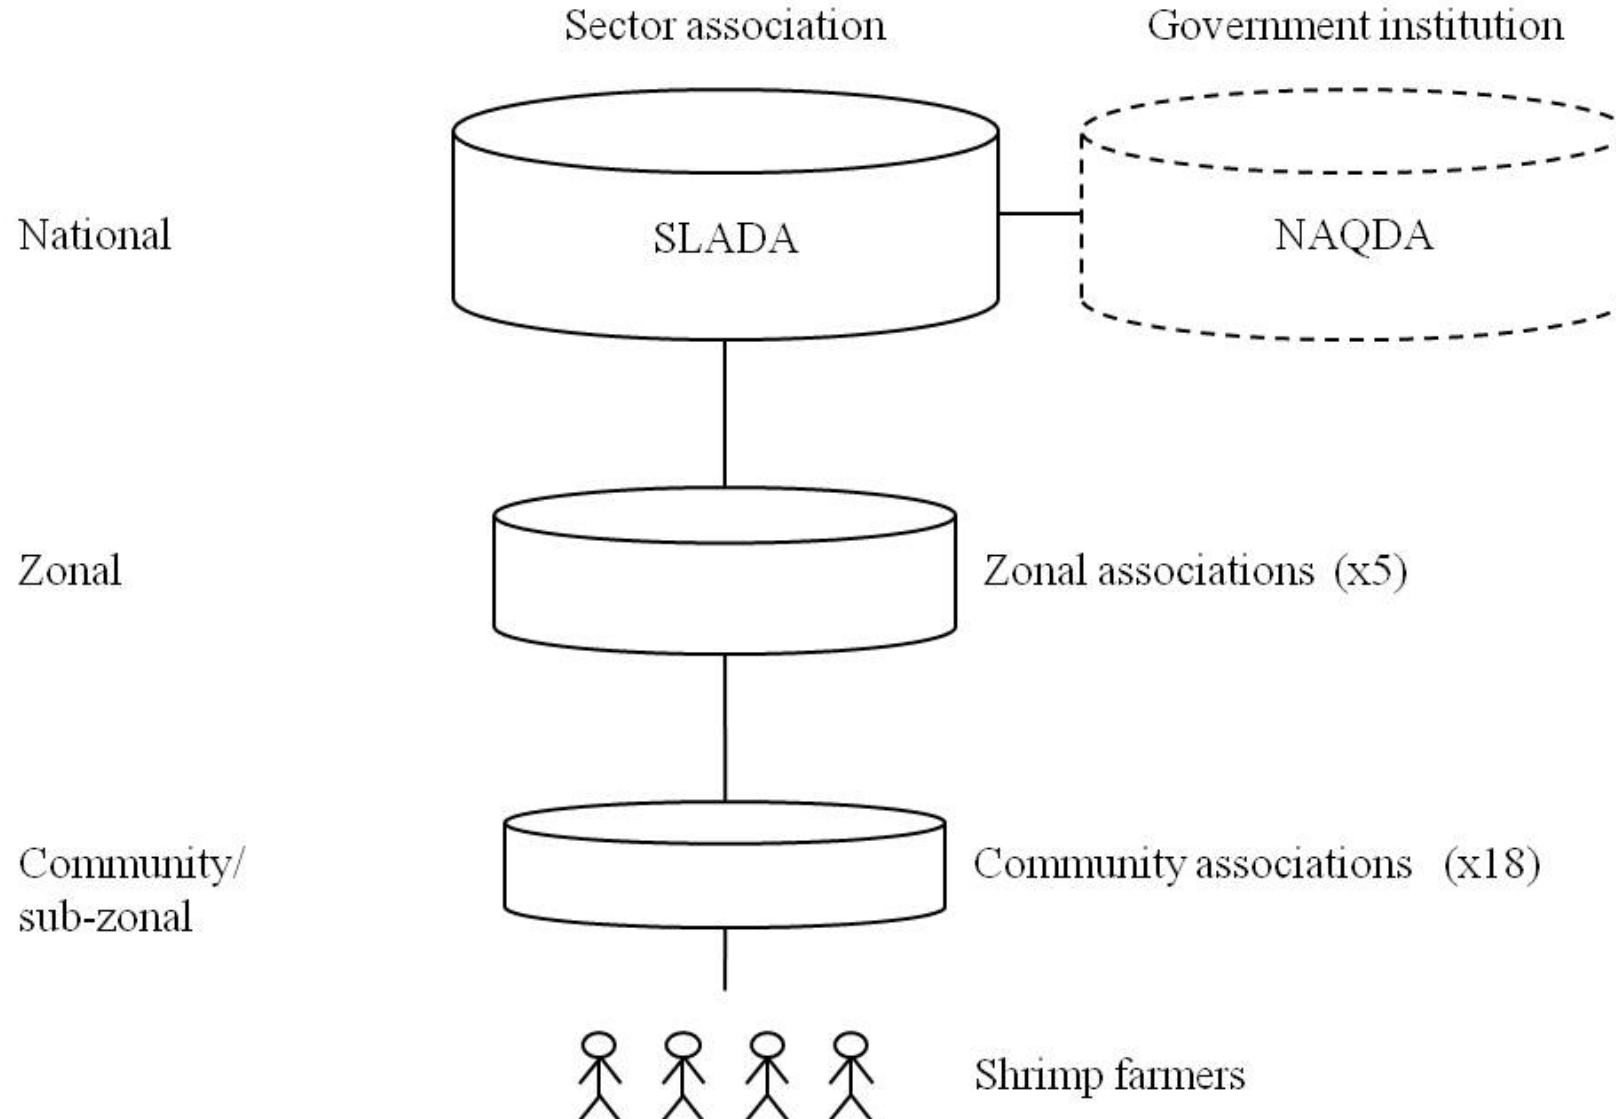 Sector association
Government institution
National
SLADA
NAQDA
Zonal
Zonal associations (x5)
Community/
sub-zonal
Community associations (x18)
Shrimp farmers